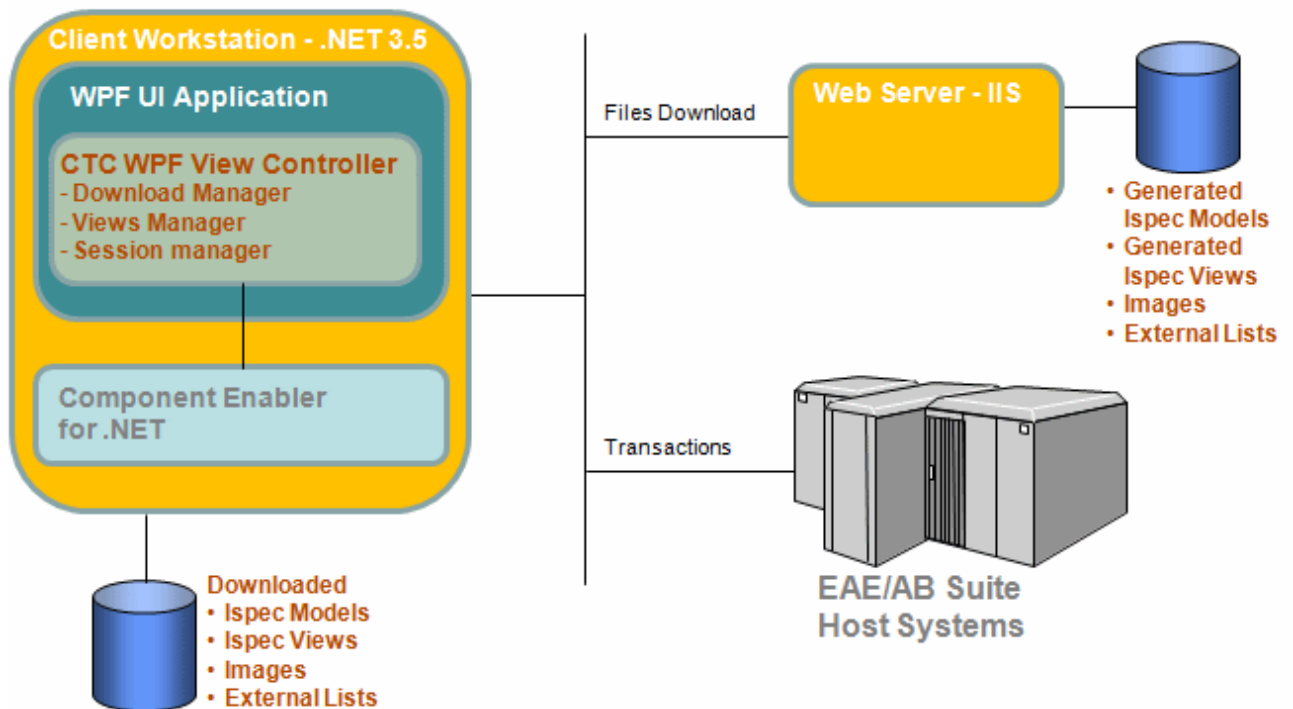 Client Workstation - .NET 3.5
WPF UI Application
CTC WPF View Controller
- Download Manager
- Views Manager
- Session manager
Component Enabler
for .NET
Downloaded
• Ispec Models
• Ispec Views
• Images
• External Lists
Files Download
Web Server - IIS
• Generated
Ispec Models
• Generated
Ispec Views
• Images
• External Lists
Transactions
EAE/AB Suite
Host Systems